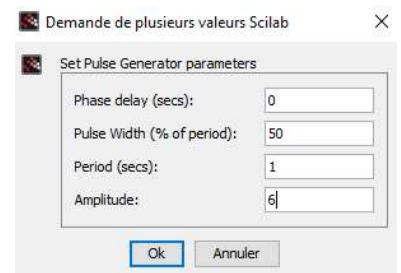 Demande de plusieurs valeurs Scilab
Set Pulse Generator parameters
Phase delay (secs): 0
Pulse Width (% of period): 50
Period (secs): 1
Amplitude: 6
Ok Annuler